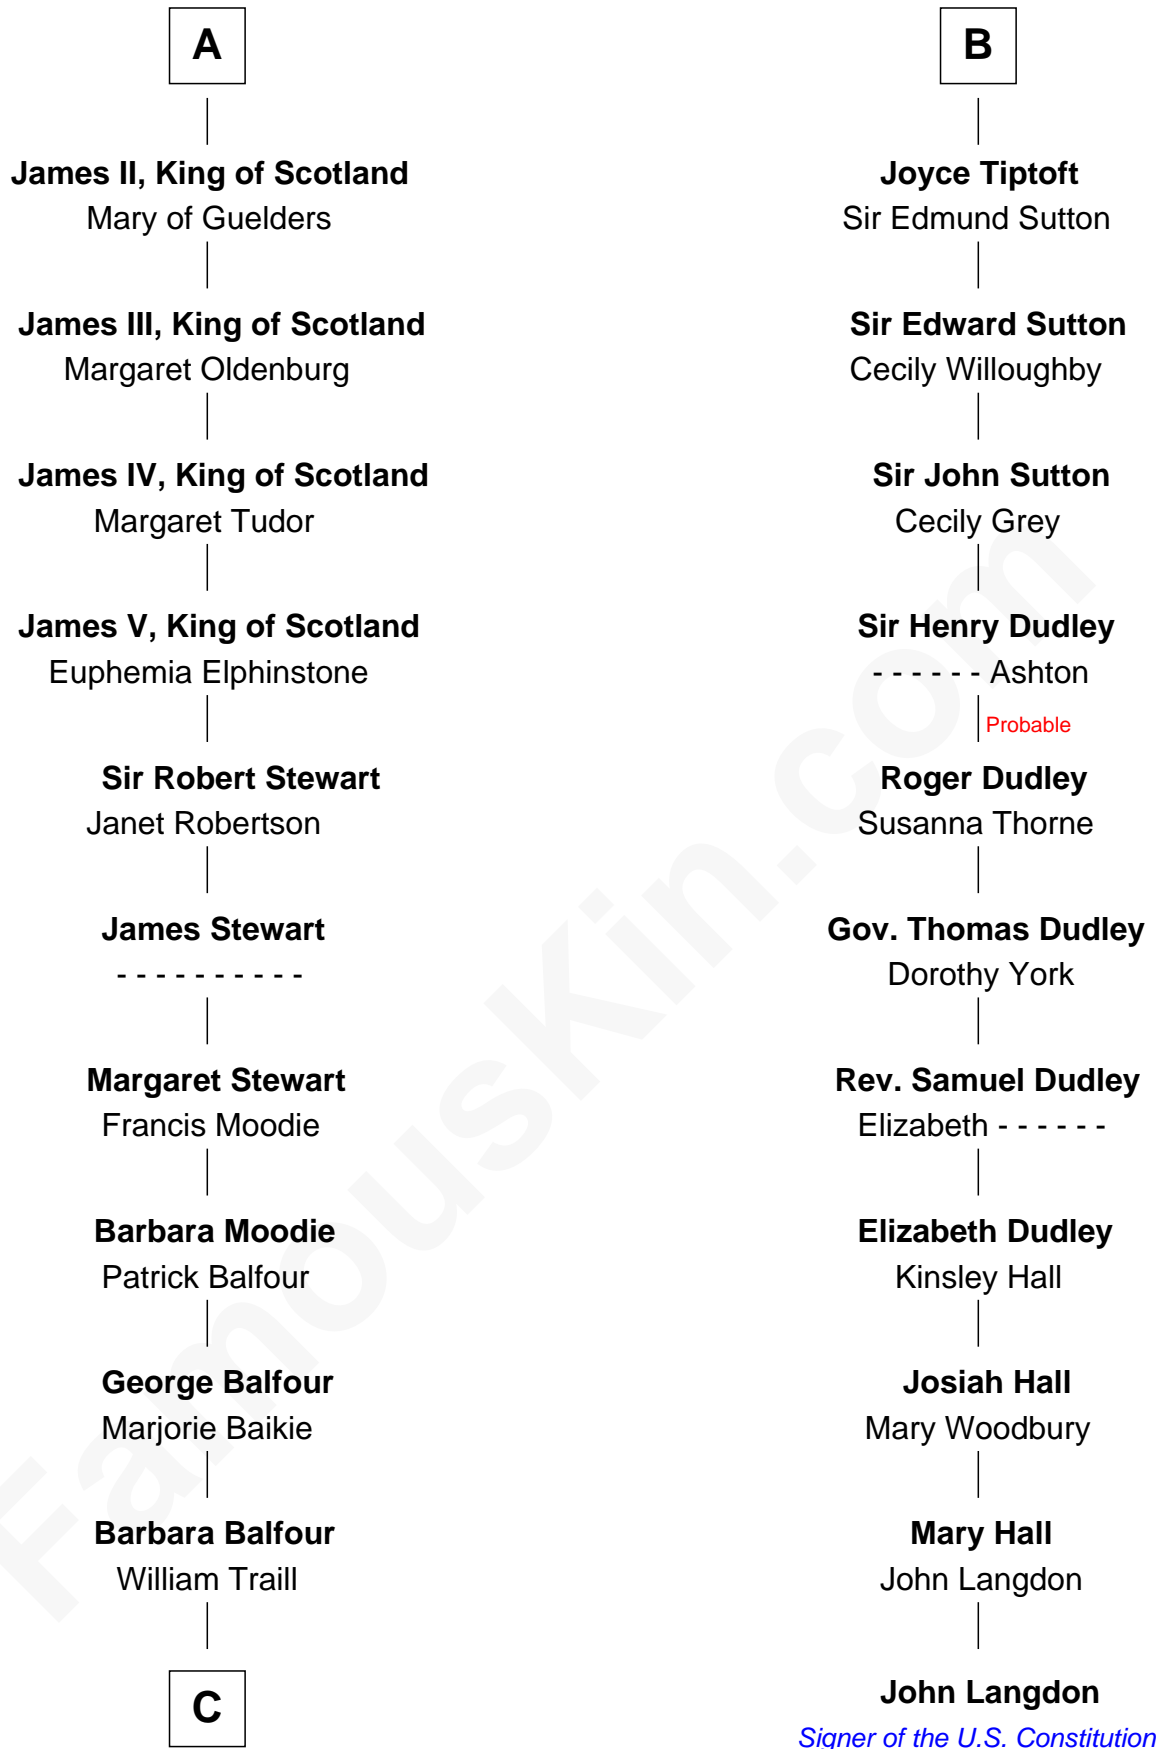 A
James II, King of Scotland
Mary of Guelders
James III, King of Scotland
Margaret Oldenburg
James IV, King of Scotland
Margaret Tudor
James V, King of Scotland
Euphemia Elphinstone
Sir Robert Stewart
Janet Robertson
James Stewart
- - - - - - - - - -
Margaret Stewart
Francis Moodie
Barbara Moodie
Patrick Balfour
George Balfour
Marjorie Baikie
Barbara Balfour
William Traill
C
B
Joyce Tiptoft
Sir Edmund Sutton
Sir Edward Sutton
Cecily Willoughby
Sir John Sutton
Cecily Grey
Sir Henry Dudley
- - - - - - Ashton
Probable
Roger Dudley
Susanna Thorne
Gov. Thomas Dudley
Dorothy York
Rev. Samuel Dudley
Elizabeth - - - - - -
Elizabeth Dudley
Kinsley Hall
Josiah Hall
Mary Woodbury
Mary Hall
John Langdon
John Langdon
Signer of the U.S. Constitution
FamousKin.com